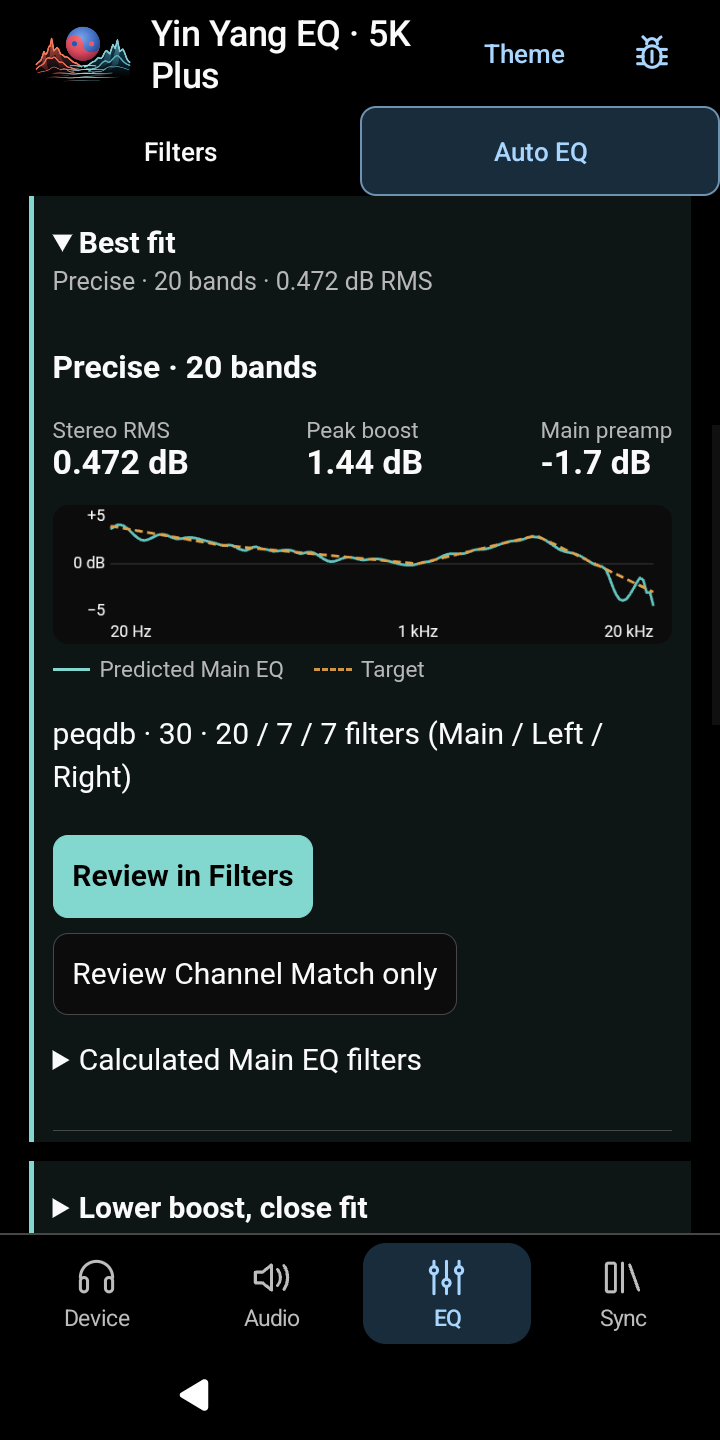 Yin Yang EQ · 5K
Plus
Theme
Filters
Auto EQ
▼ Best fit
Precise · 20 bands · 0.472 dB RMS
Precise · 20 bands
Stereo RMS
0.472 dB
Peak boost
1.44 dB
Main preamp
-1.7 dB
+5
0 dB
−5
20 Hz
1 kHz
20 kHz
Predicted Main EQ
Target
peqdb · 30 · 20 / 7 / 7 filters (Main / Left /
Right)
Review in Filters
Review Channel Match only
▶ Calculated Main EQ filters
▶ Lower boost, close fit
Device
Audio
EQ
Sync